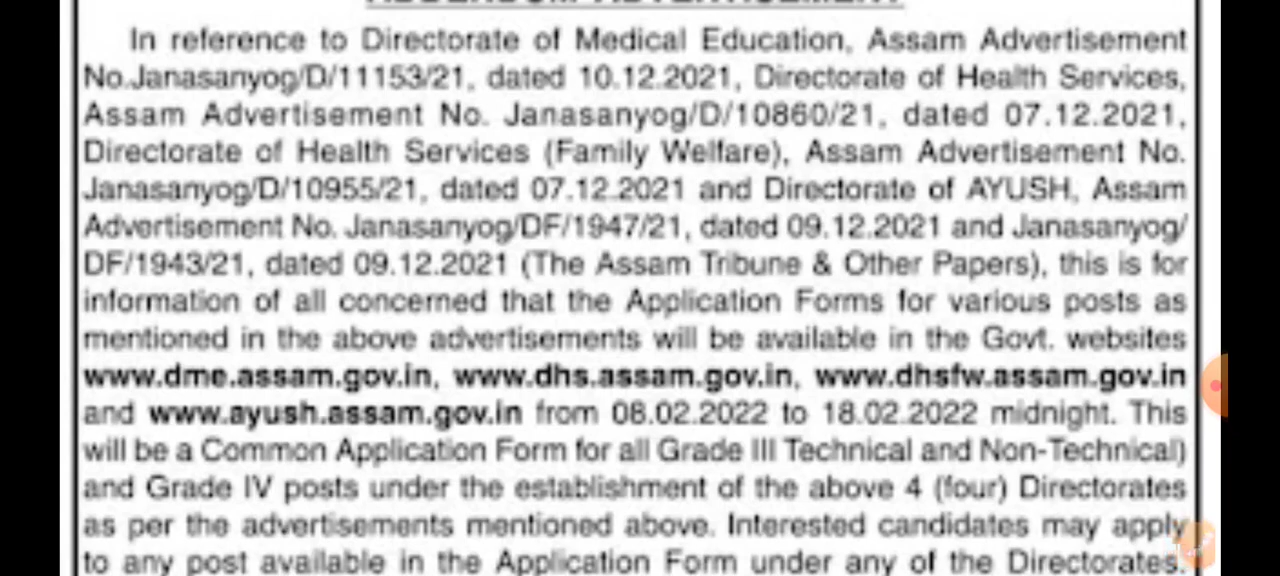 In reference to Directorate of Medical Education, Assam Advertisement
No.Janasanyog/D/11153/21, dated 10.12.2021, Directorate of Health Services,
Assam Advertisement No. Janasanyog/D/10860/21, dated 07.12.2021,
Directorate of Health Services (Family Welfare), Assam Advertisement No.
Janasanyog/D/10955/21, dated 07.12.2021 and Directorate of AYUSH, Assam
Advertisement No. Janasanyog/DF/1947/21, dated 09.12.2021 and Janasanyog/
DF/1943/21, dated 09.12.2021 (The Assam Tribune & Other Papers), this is for
information of all concerned that the Application Forms for various posts as
mentioned in the above advertisements will be available in the Govt. websites
www.dme.assam.gov.in, www.dhs.assam.gov.in, www.dhsfw.assam.gov.in
and www.ayush.assam.gov.in from 08.02.2022 to 18.02.2022 midnight. This
will be a Common Application Form for all Grade III Technical and Non-Technical)
and Grade IV posts under the establishment of the above 4 (four) Directorates
as per the advertisements mentioned above. Interested candidates may apply
to any post available in the Application Form under any of the Directorates.